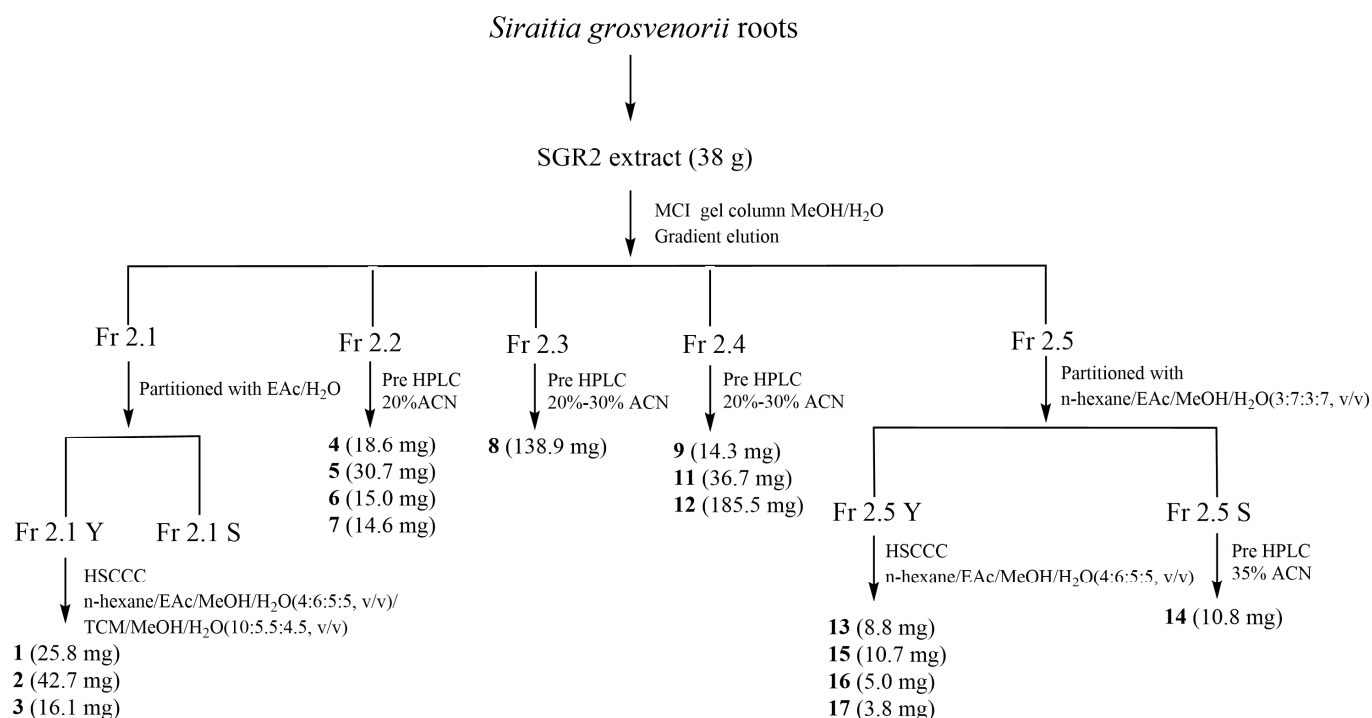 Siraitia grosvenorii roots
SGR2 extract (38 g)
MCI gel column MeOH/H₂O
Gradient elution
Fr 2.1
Partitioned with EAc/H₂O
Fr 2.1 Y
Fr 2.1 S
HSCCC
n-hexane/EAc/MeOH/H₂O(4:6:5:5, v/v)/
TCM/MeOH/H₂O(10:5.5:4.5, v/v)
1 (25.8 mg)
2 (42.7 mg)
3 (16.1 mg)
Fr 2.2
Pre HPLC
20%ACN
4 (18.6 mg)
5 (30.7 mg)
6 (15.0 mg)
7 (14.6 mg)
Fr 2.3
Pre HPLC
20%-30% ACN
8 (138.9 mg)
Fr 2.4
Pre HPLC
20%-30% ACN
9 (14.3 mg)
11 (36.7 mg)
12 (185.5 mg)
Fr 2.5
Partitioned with
n-hexane/EAc/MeOH/H₂O(3:7:3:7, v/v)
Fr 2.5 Y
HSCCC
n-hexane/EAc/MeOH/H₂O(4:6:5:5, v/v)
13 (8.8 mg)
15 (10.7 mg)
16 (5.0 mg)
17 (3.8 mg)
Fr 2.5 S
Pre HPLC
35% ACN
14 (10.8 mg)